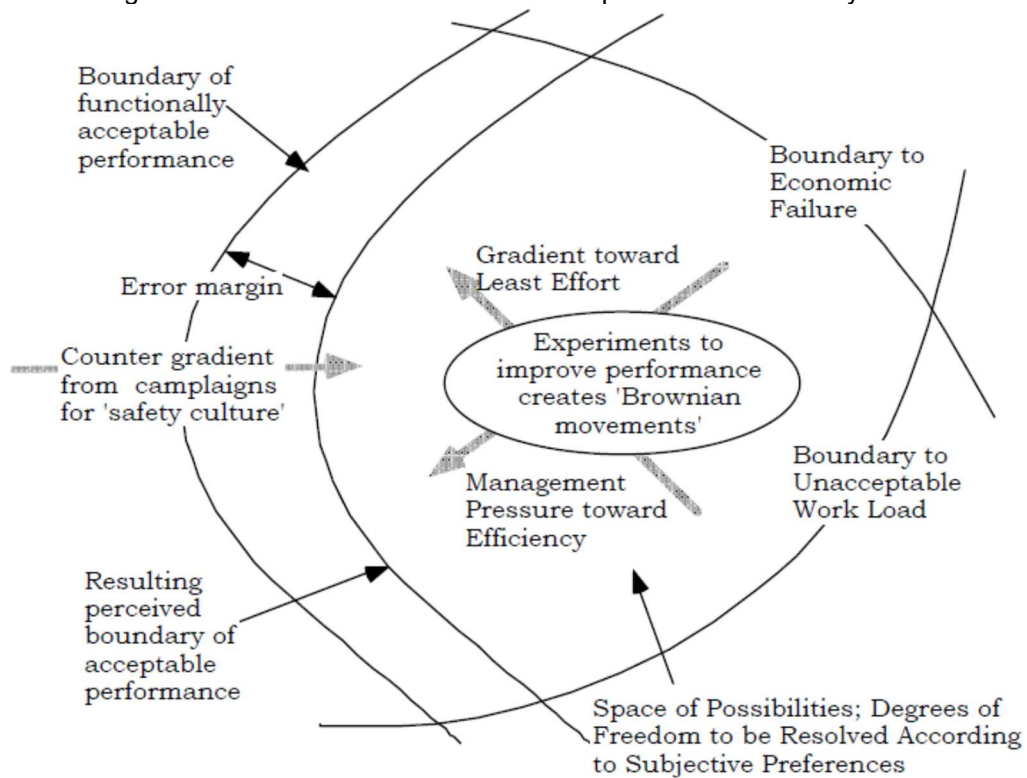 Boundary of
functionally
acceptable
performance
Boundary to
Economic
Failure
Gradient toward
Least Effort
Error margin
Experiments to
improve performance
creates 'Brownian
movements'
Counter gradient
from camplaigns
for 'safety culture'
Boundary to
Unacceptable
Work Load
Management
Pressure toward
Efficiency
Resulting
perceived
boundary of
acceptable
performance
Space of Possibilities; Degrees of
Freedom to be Resolved According
to Subjective Preferences